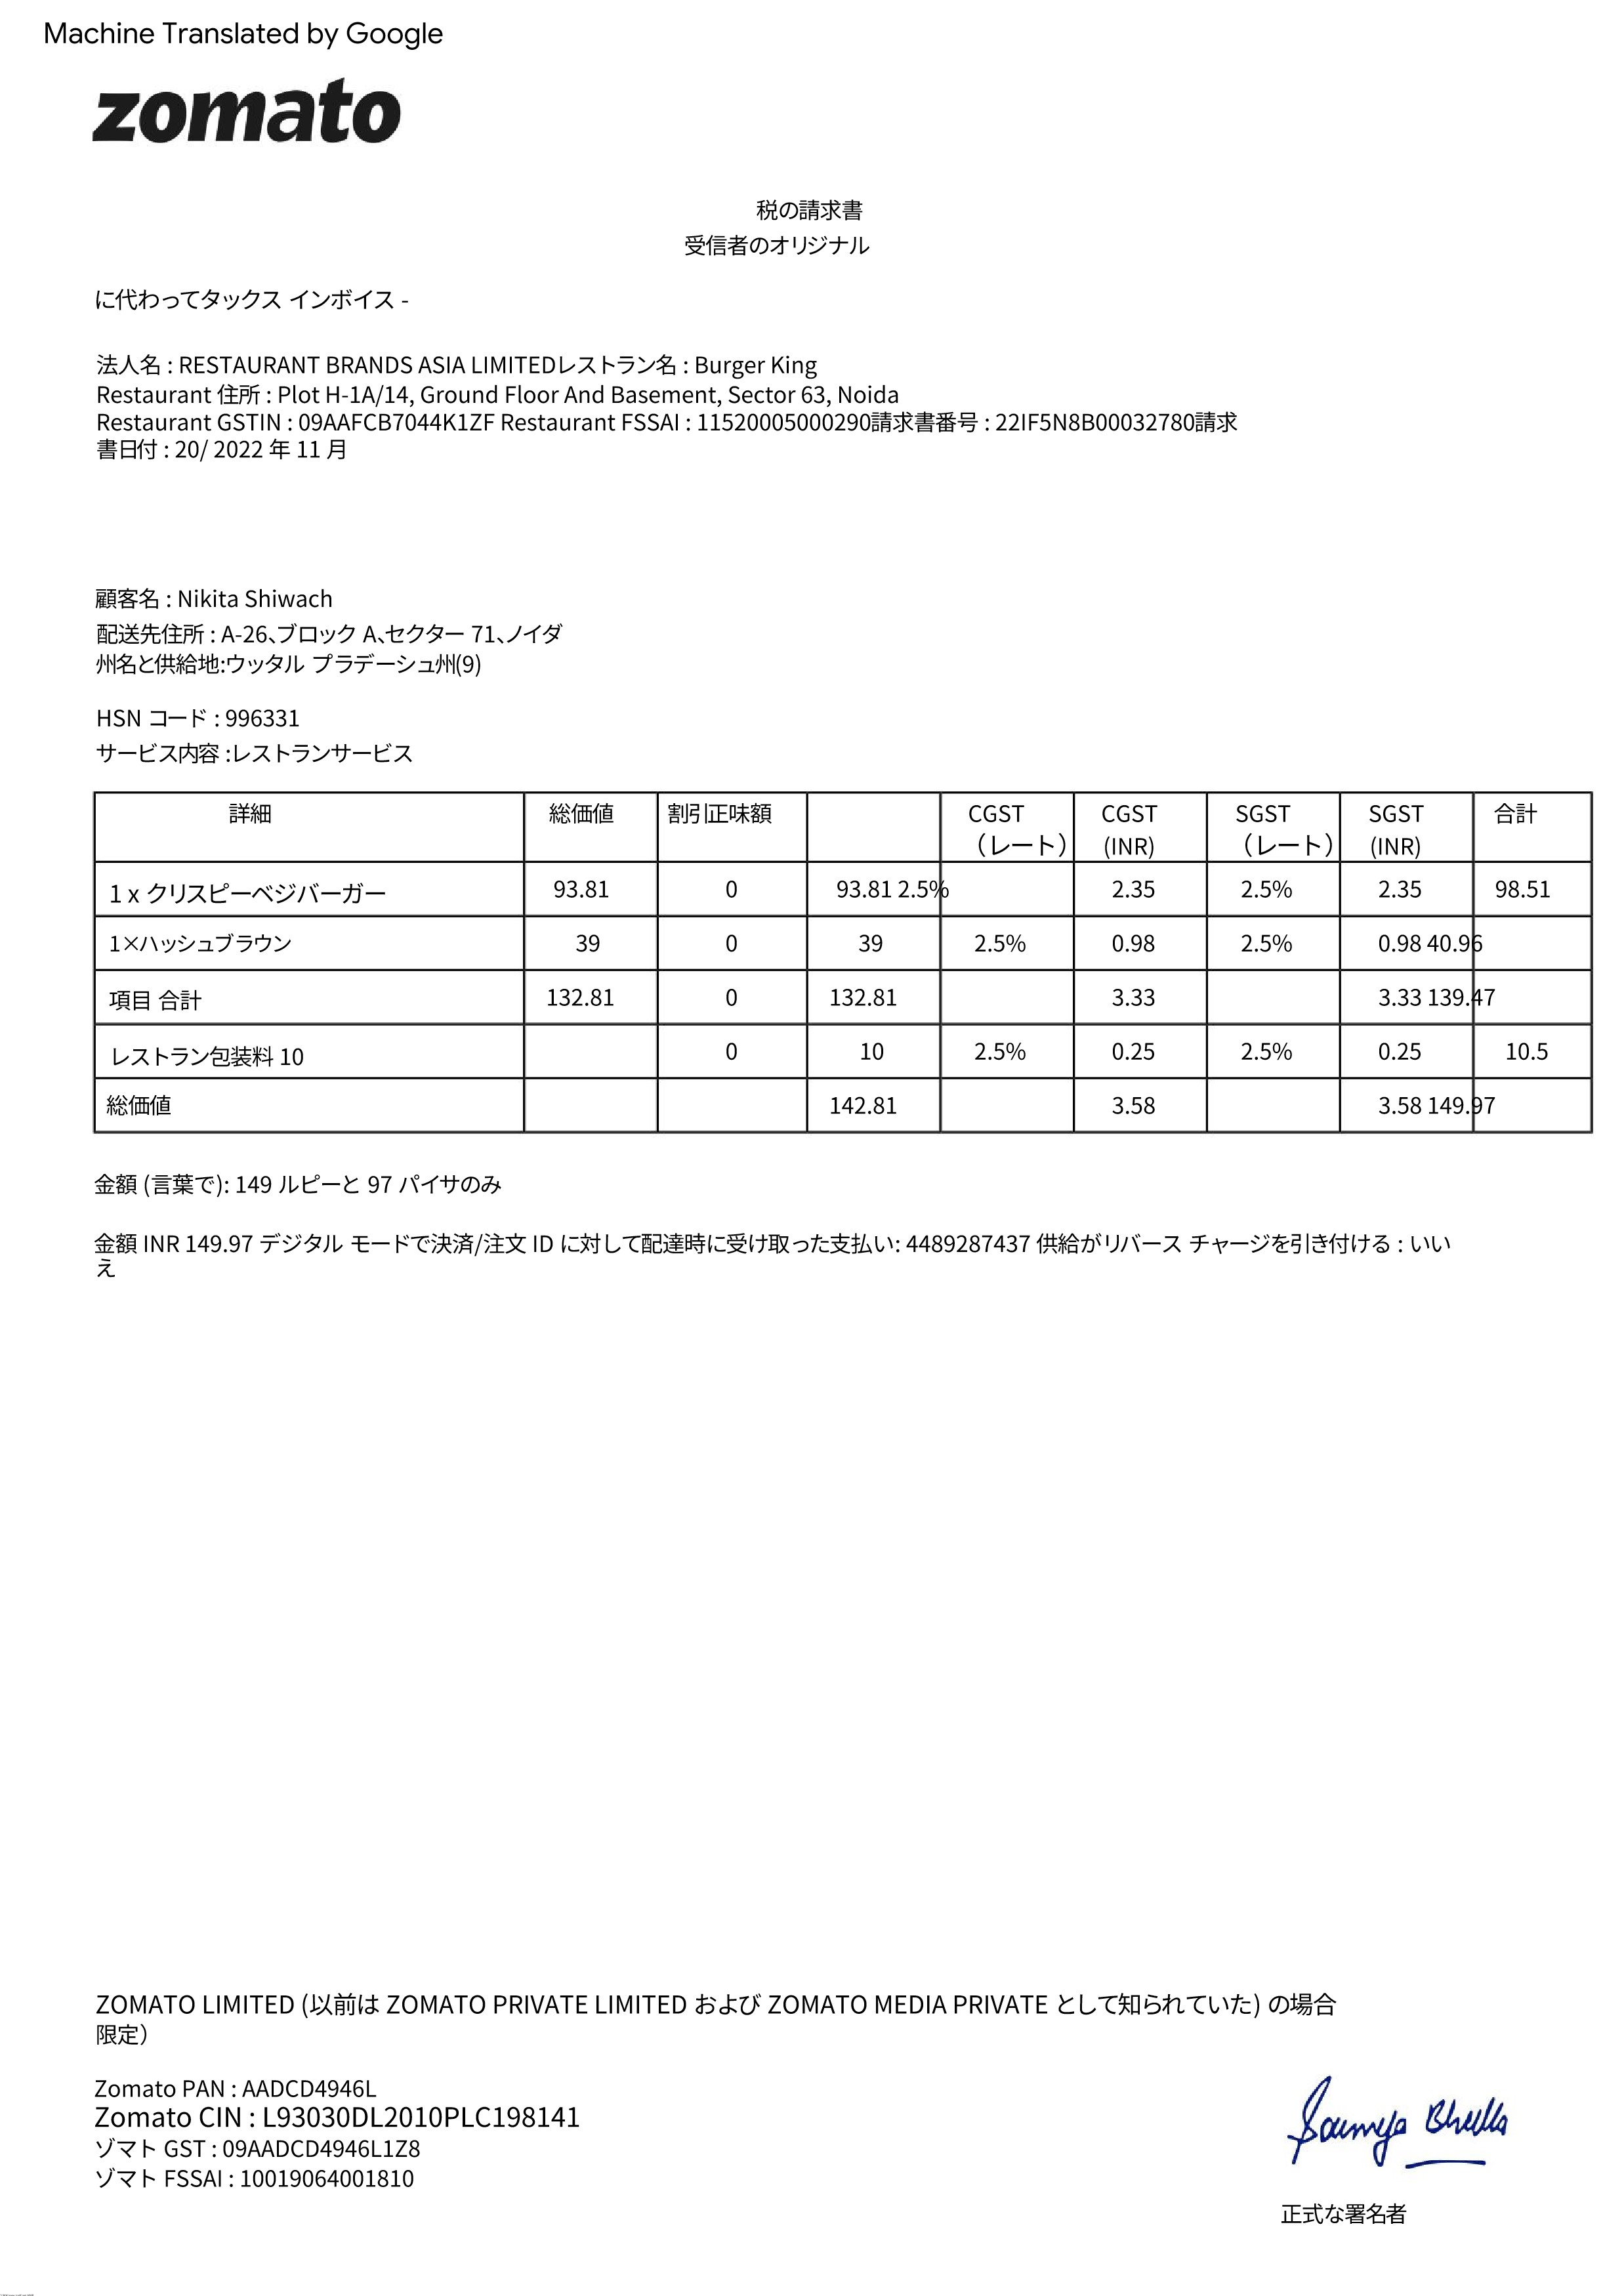 Machine Translated by Google
zomato
税の請求書
受信者のオリジナル
に代わってタックス インボイス -
法人名 : RESTAURANT BRANDS ASIA LIMITEDレストラン名 : Burger King
Restaurant 住所 : Plot H-1A/14, Ground Floor And Basement, Sector 63, Noida
Restaurant GSTIN : 09AAFCB7044K1ZF Restaurant FSSAI : 11520005000290請求書番号 : 22IF5N8B00032780請求
書日付 : 20/ 2022 年 11 月
顧客名 : Nikita Shiwach
配送先住所 : A-26、ブロック A、セクター 71、ノイダ
州名と供給地:ウッタル プラデーシュ州(9)
HSN コード : 996331
サービス内容 :レストランサービス
詳細 総価値 割引正味額 CGST CGST SGST SGST 合計
（レート） (INR) （レート） (INR)
1 x クリスピーベジバーガー 93.81 0 93.81 2.5% 2.35 2.5% 2.35 98.51
1×ハッシュブラウン 39 0 39 2.5% 0.98 2.5% 0.98 40.96
項目 合計 132.81 0 132.81 3.33 3.33 139.47
レストラン包装料 10 0 10 2.5% 0.25 2.5% 0.25 10.5
総価値 142.81 3.58 3.58 149.97
金額 (言葉で): 149 ルピーと 97 パイサのみ
金額 INR 149.97 デジタル モードで決済/注文 ID に対して配達時に受け取った支払い: 4489287437 供給がリバース チャージを引き付ける : いい
え
ZOMATO LIMITED (以前は ZOMATO PRIVATE LIMITED および ZOMATO MEDIA PRIVATE として知られていた) の場合
限定）
Zomato PAN : AADCD4946L
Zomato CIN : L93030DL2010PLC198141
ゾマト GST : 09AADCD4946L1Z8
ゾマト FSSAI : 10019064001810
Saumya Bhulla
正式な署名者